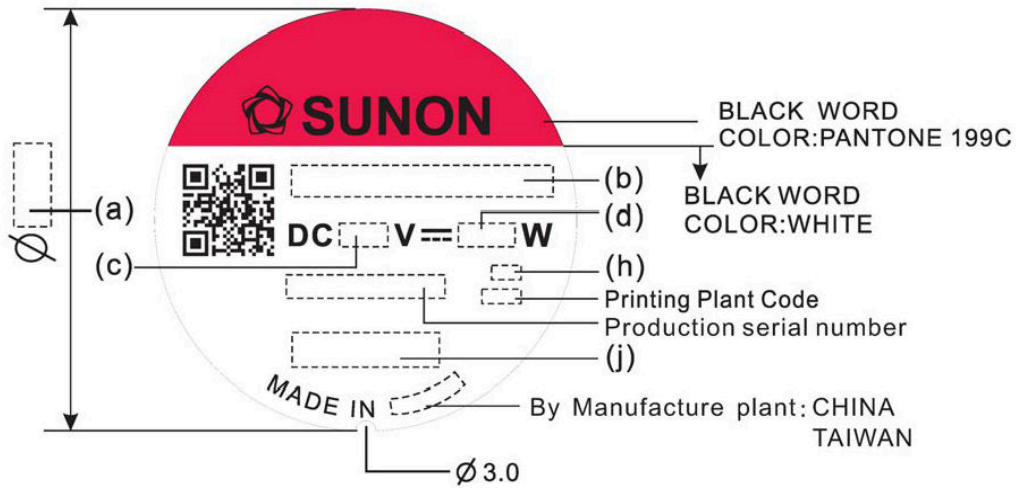 SUNON
BLACK WORD
COLOR:PANTONE 199C
(a)
(b)
BLACK WORD
COLOR:WHITE
DC V W
(d)
(c)
(h)
Printing Plant Code
Production serial number
(j)
MADE IN
By Manufacture plant: CHINA
TAIWAN
Ø
Ø 3.0